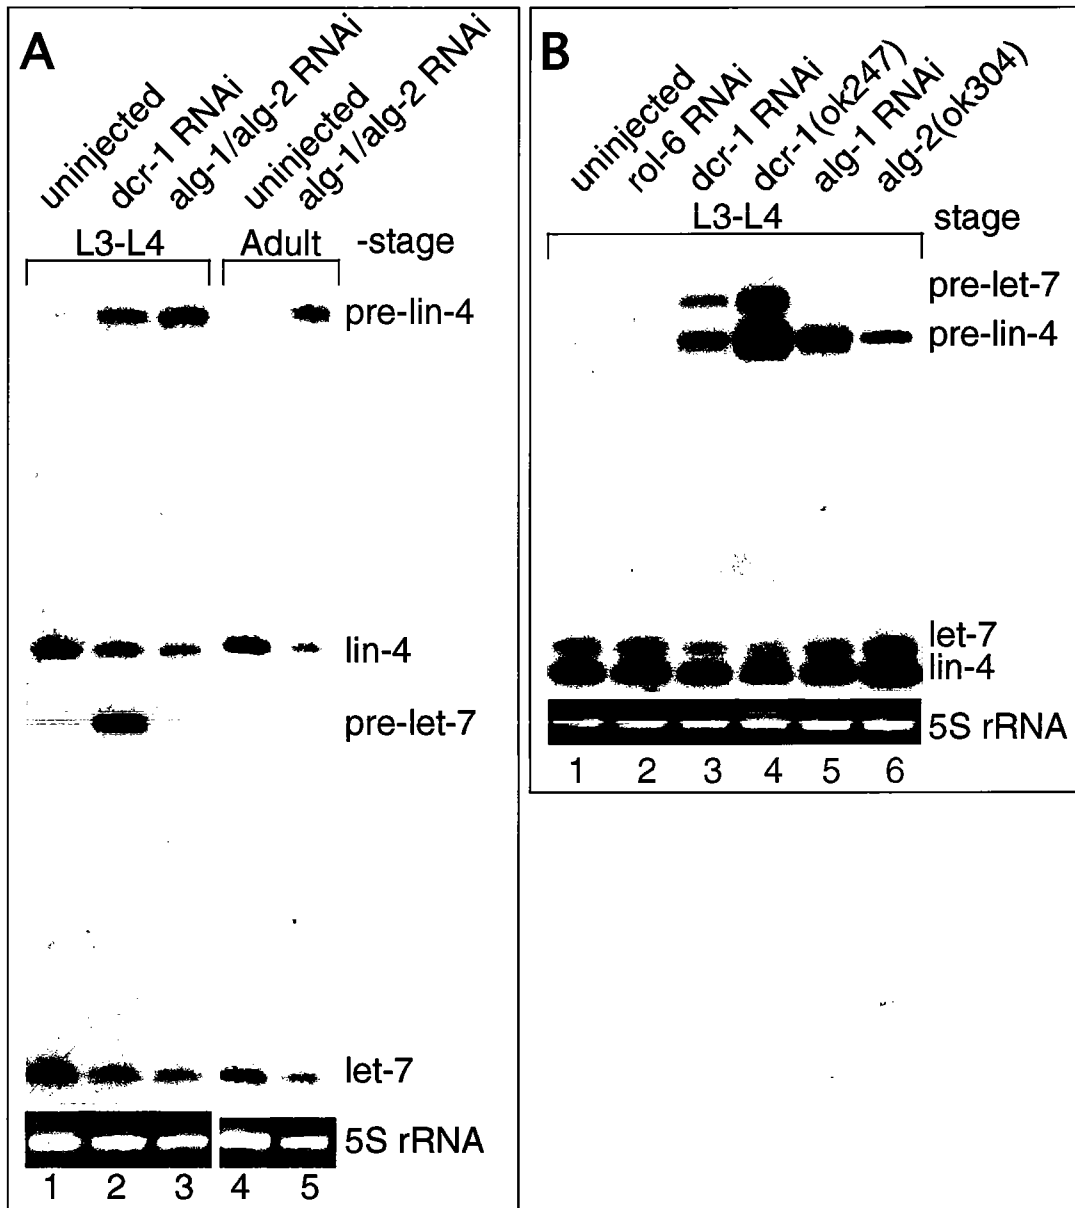 A
uninjected
dcr-1 RNAi
alg-1/alg-2 RNAi
uninjected
alg-1/alg-2 RNAi
L3-L4
Adult
-stage
pre-lin-4
lin-4
pre-let-7
let-7
5S rRNA
1 2 3 4 5
B
uninjected
rol-6 RNAi
dcr-1 RNAi
dcr-1(ok247)
alg-1 RNAi
alg-2(ok304)
L3-L4
stage
pre-let-7
pre-lin-4
let-7
lin-4
5S rRNA
1 2 3 4 5 6